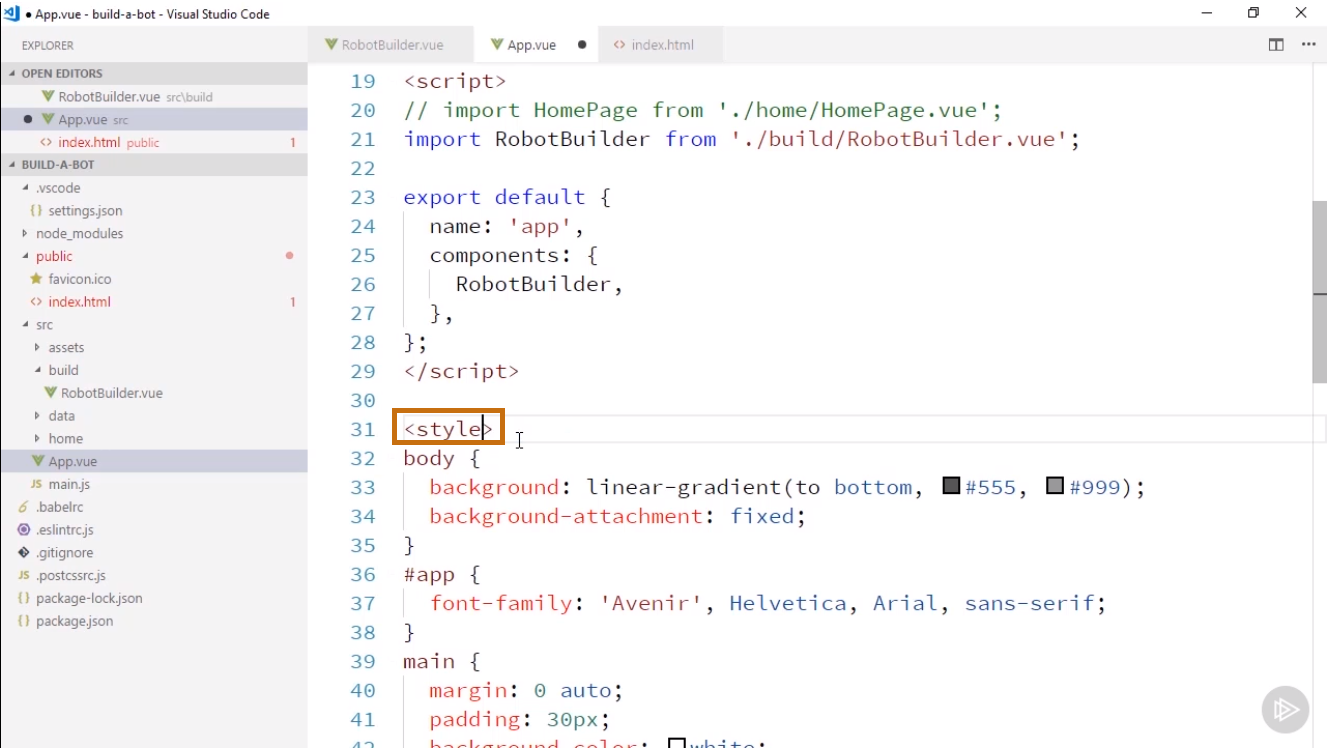 ● App.vue - build-a-bot - Visual Studio Code
EXPLORER
OPEN EDITORS
RobotBuilder.vue src\build
App.vue src
index.html public 1
BUILD-A-BOT
.vscode
{ } settings.json
node_modules
public
favicon.ico
<> index.html 1
src
assets
build
RobotBuilder.vue
data
home
App.vue
JS main.js
.babelrc
.eslintrc.js
.gitignore
JS .postcssrc.js
{ } package-lock.json
{ } package.json
RobotBuilder.vue App.vue ● <> index.html
19 <script>
20 // import HomePage from './home/HomePage.vue';
21 import RobotBuilder from './build/RobotBuilder.vue';
22
23 export default {
24 name: 'app',
25 components: {
26 RobotBuilder,
27 },
28 };
29 </script>
30
31 <style>
32 body {
33 background: linear-gradient(to bottom, #555, #999);
34 background-attachment: fixed;
35 }
36 #app {
37 font-family: 'Avenir', Helvetica, Arial, sans-serif;
38 }
39 main {
40 margin: 0 auto;
41 padding: 30px;
42 background-color: white;